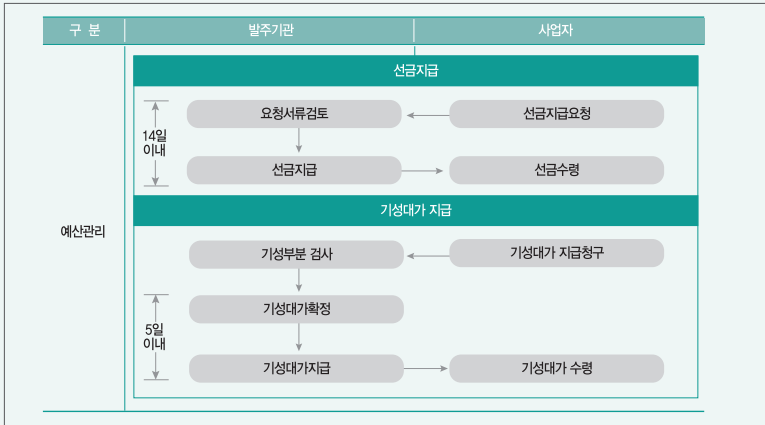 구 분 발주기관 사업자
선금지급
요청서류검토 선금지급요청
14일
이내
선금지급 선금수령
기성대가 지급
예산관리
기성부분 검사 기성대가 지급청구
기성대가확정
5일
이내
기성대가지급 기성대가 수령